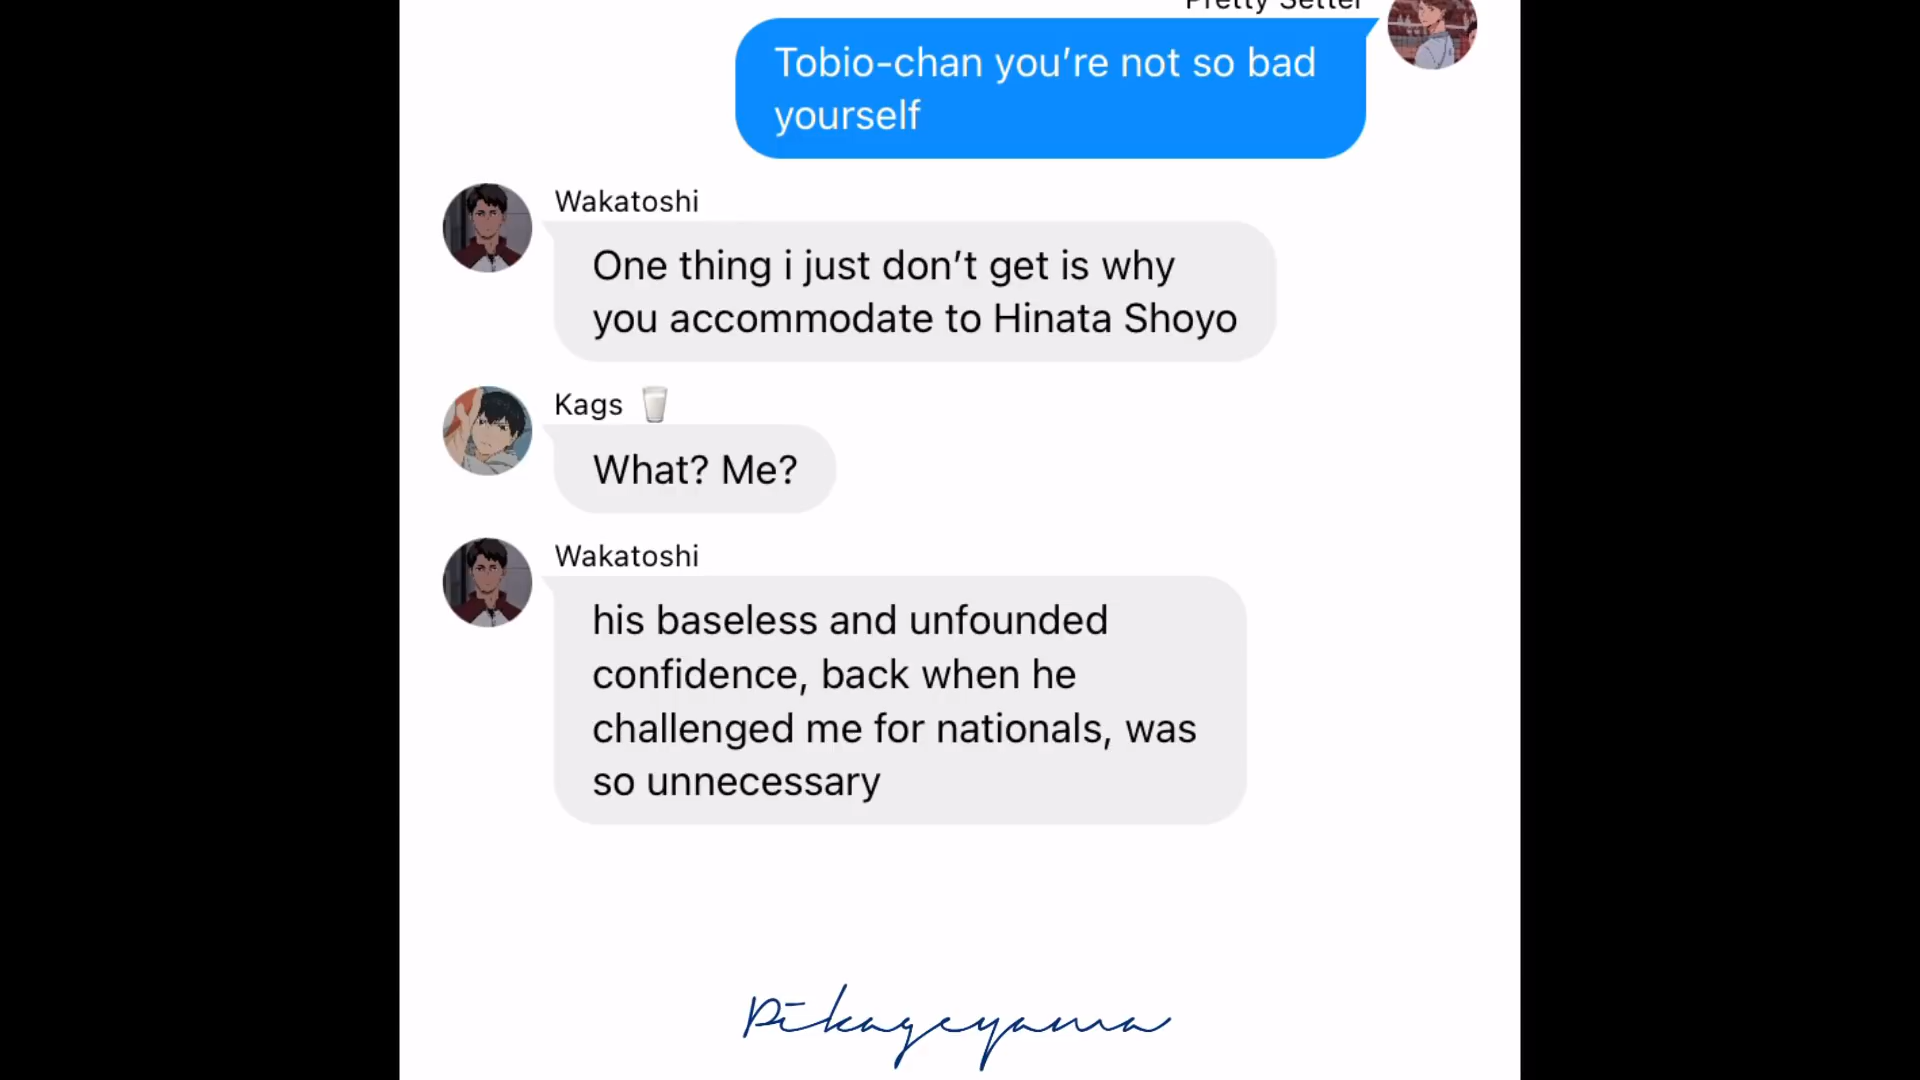 Pretty Setter
Tobio-chan you’re not so bad
yourself
Wakatoshi
One thing i just don’t get is why
you accommodate to Hinata Shoyo
Kags 🥛
What? Me?
Wakatoshi
his baseless and unfounded
confidence, back when he
challenged me for nationals, was
so unnecessary
Pikageyama